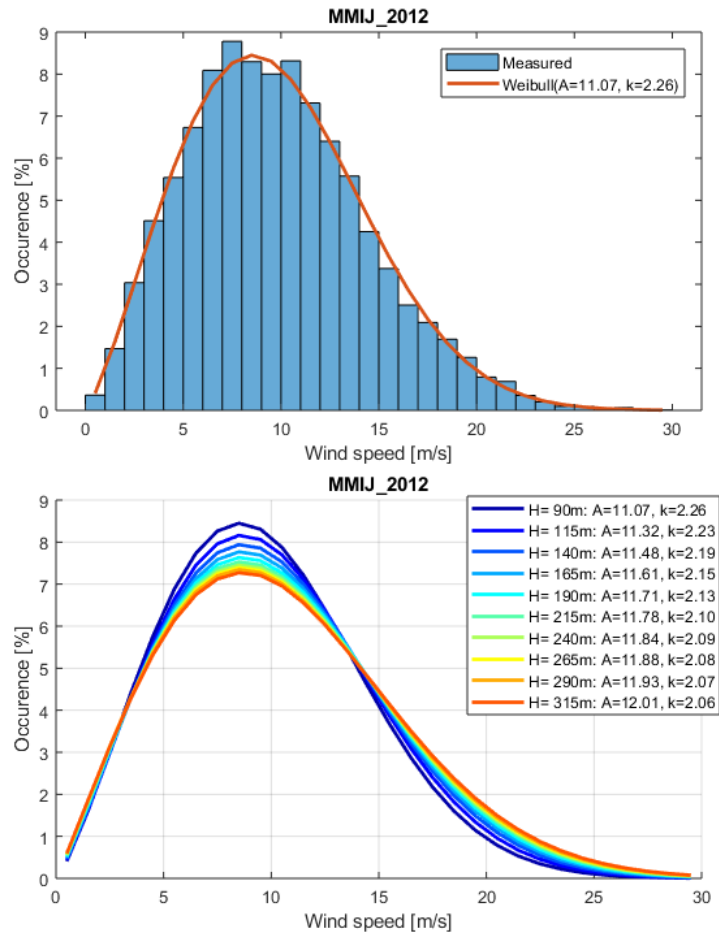 MMIJ_2012
9
8
7
6
5
4
3
2
1
0
Occurence [%]
Measured
Weibull(A=11.07, k=2.26)
0 5 10 15 20 25 30
Wind speed [m/s]
MMIJ_2012
9
8
7
6
5
4
3
2
1
0
Occurence [%]
H= 90m: A=11.07, k=2.26
H= 115m: A=11.32, k=2.23
H= 140m: A=11.48, k=2.19
H= 165m: A=11.61, k=2.15
H= 190m: A=11.71, k=2.13
H= 215m: A=11.78, k=2.10
H= 240m: A=11.84, k=2.09
H= 265m: A=11.88, k=2.08
H= 290m: A=11.93, k=2.07
H= 315m: A=12.01, k=2.06
0 5 10 15 20 25 30
Wind speed [m/s]